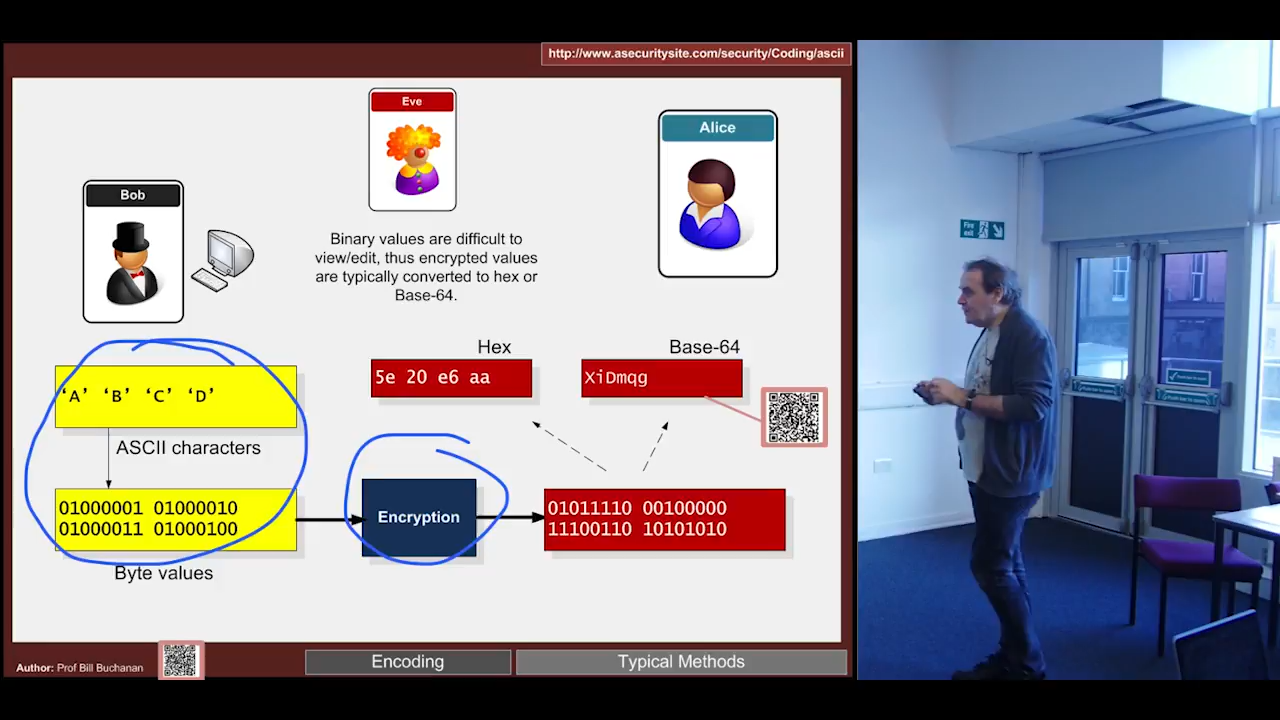 http://www.asecuritysite.com/security/Coding/ascii
Eve
Alice
Bob
Binary values are difficult to
view/edit, thus encrypted values
are typically converted to hex or
Base-64.
Hex
Base-64
5e 20 e6 aa
XiDmqg
‘A’ ‘B’ ‘C’ ‘D’
ASCII characters
01000001 01000010
01000011 01000100
Byte values
Encryption
01011110 00100000
11100110 10101010
Author: Prof Bill Buchanan
Encoding
Typical Methods
Fire
exit